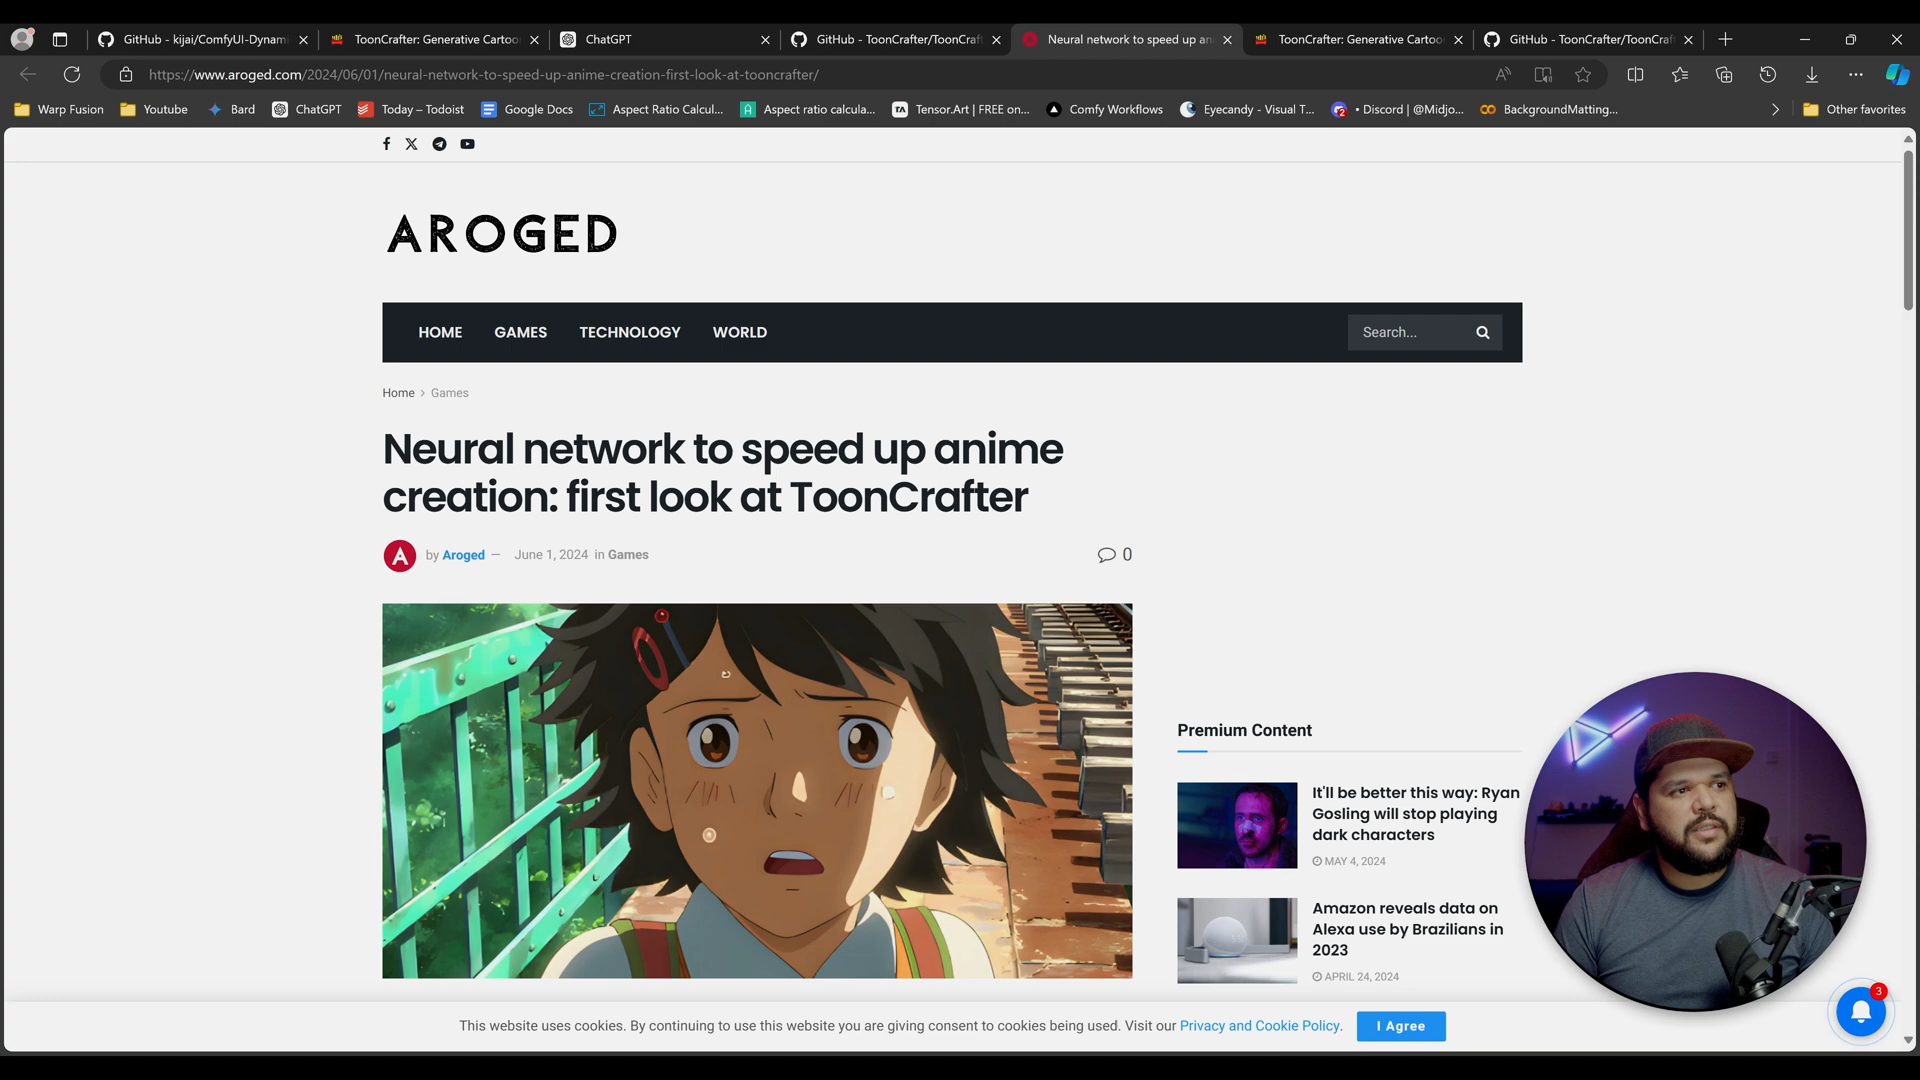 GitHub - kijai/ComfyUI-Dynami
ToonCrafter: Generative Cartoo
ChatGPT
GitHub - ToonCrafter/ToonCraf
Neural network to speed up an
ToonCrafter: Generative Cartoo
GitHub - ToonCrafter/ToonCraf
https://www.aroged.com/2024/06/01/neural-network-to-speed-up-anime-creation-first-look-at-tooncrafter/
Warp Fusion
Youtube
Bard
ChatGPT
Today – Todoist
Google Docs
Aspect Ratio Calcul...
Aspect ratio calcula...
Tensor.Art | FREE on...
Comfy Workflows
Eyecandy - Visual T...
• Discord | @Midjo...
BackgroundMatting...
Other favorites
AROGED
HOME
GAMES
TECHNOLOGY
WORLD
Search...
Home > Games
Neural network to speed up anime
creation: first look at ToonCrafter
A
by Aroged — June 1, 2024 in Games
0
Premium Content
It'll be better this way: Ryan
Gosling will stop playing
dark characters
MAY 4, 2024
Amazon reveals data on
Alexa use by Brazilians in
2023
APRIL 24, 2024
3
This website uses cookies. By continuing to use this website you are giving consent to cookies being used. Visit our Privacy and Cookie Policy.
I Agree